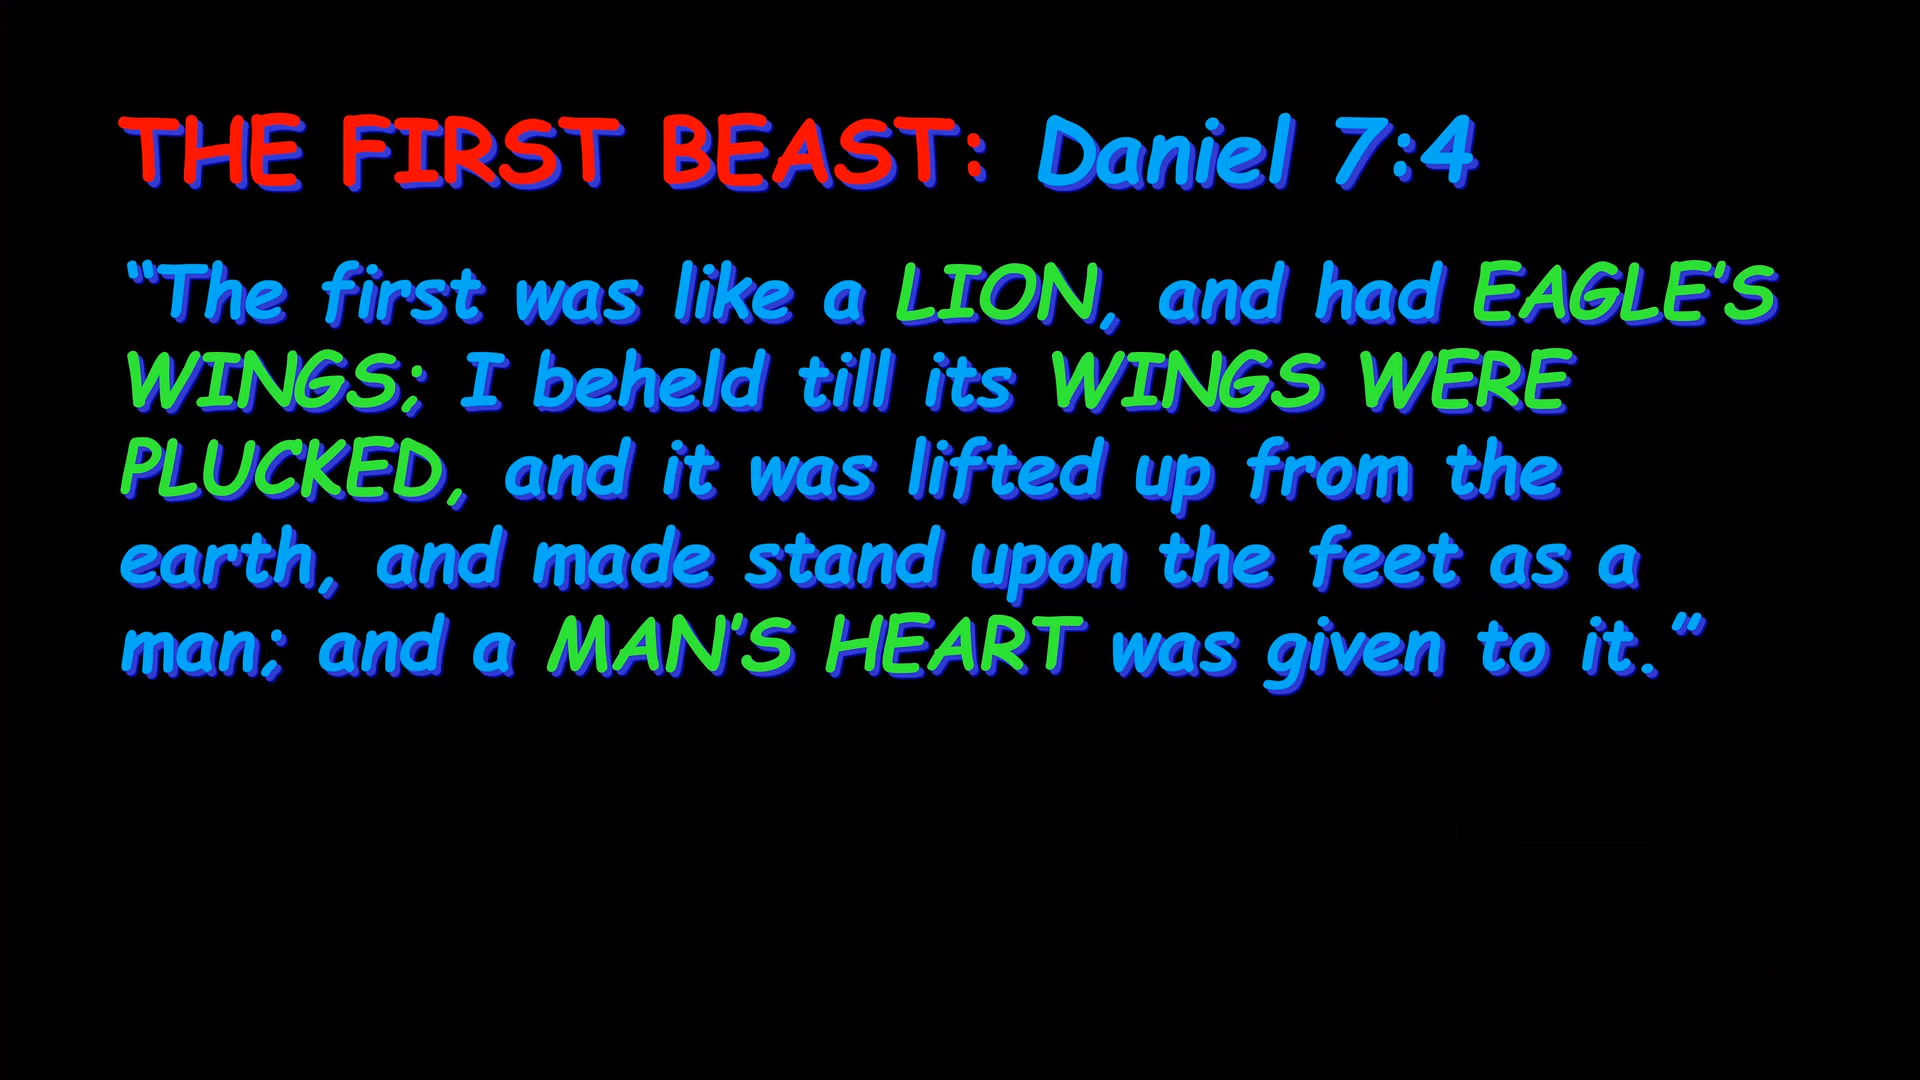 THE FIRST BEAST: Daniel 7:4
“The first was like a LION, and had EAGLE’S
WINGS; I beheld till its WINGS WERE
PLUCKED, and it was lifted up from the
earth, and made stand upon the feet as a
man; and a MAN’S HEART was given to it.”